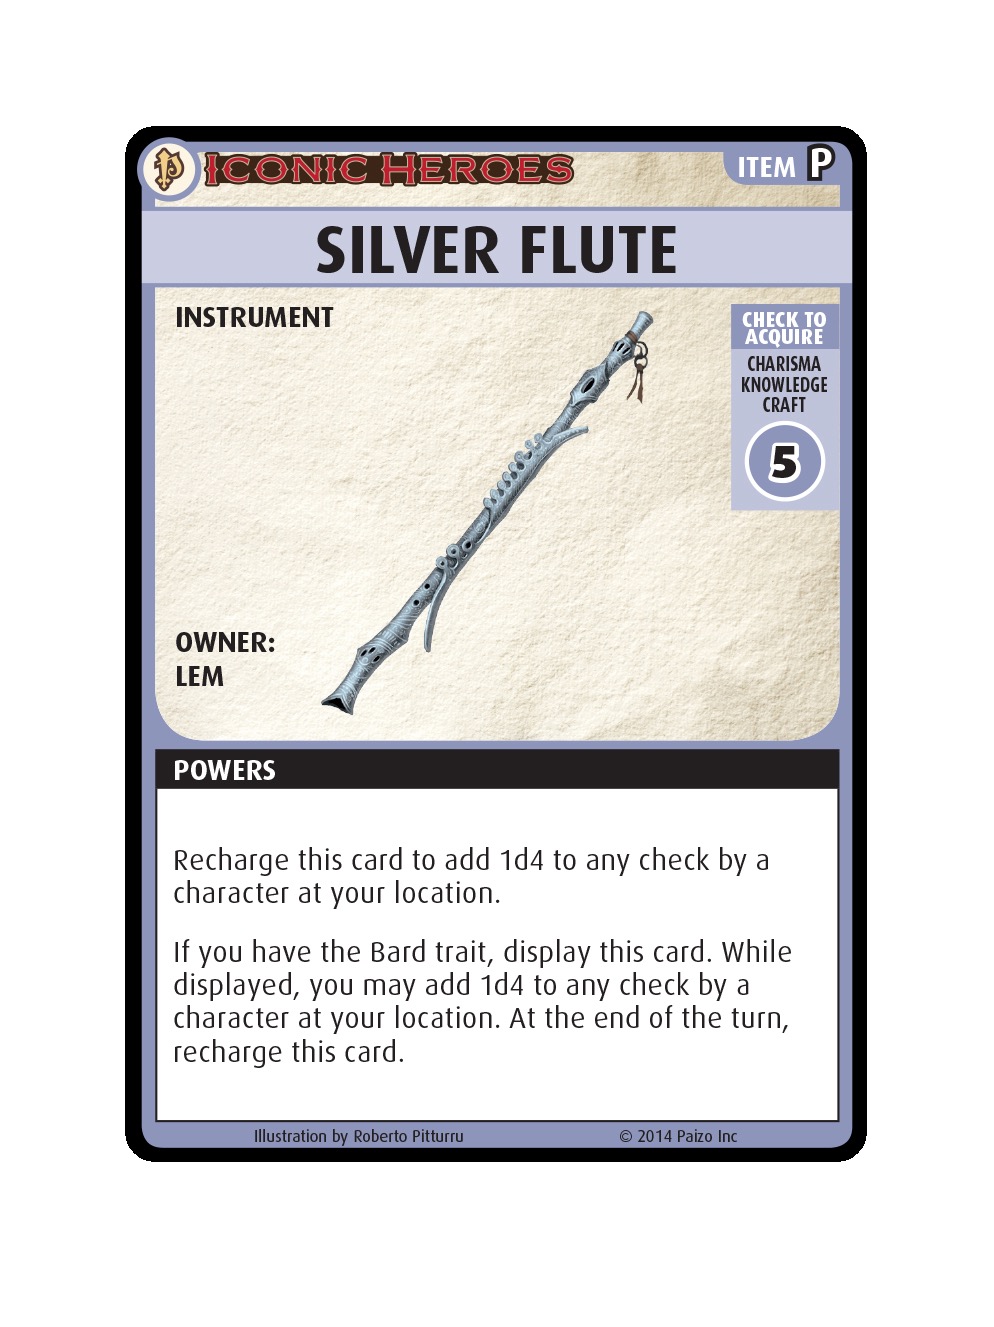 P
ICONIC HEROES
ITEM P
SILVER FLUTE
INSTRUMENT
CHECK TO
ACQUIRE
CHARISMA
KNOWLEDGE
CRAFT
5
OWNER:
LEM
POWERS
Recharge this card to add 1d4 to any check by a
character at your location.
If you have the Bard trait, display this card. While
displayed, you may add 1d4 to any check by a
character at your location. At the end of the turn,
recharge this card.
Illustration by Roberto Pitturru
© 2014 Paizo Inc